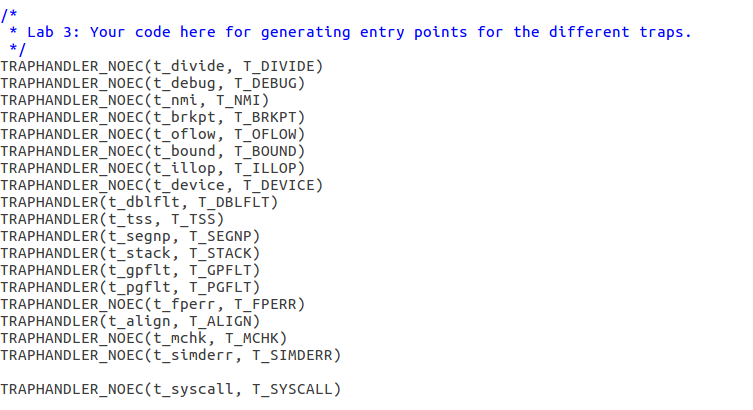 /*
 * Lab 3: Your code here for generating entry points for the different traps.
 */
TRAPHANDLER_NOEC(t_divide, T_DIVIDE)
TRAPHANDLER_NOEC(t_debug, T_DEBUG)
TRAPHANDLER_NOEC(t_nmi, T_NMI)
TRAPHANDLER_NOEC(t_brkpt, T_BRKPT)
TRAPHANDLER_NOEC(t_oflow, T_OFLOW)
TRAPHANDLER_NOEC(t_bound, T_BOUND)
TRAPHANDLER_NOEC(t_illop, T_ILLOP)
TRAPHANDLER_NOEC(t_device, T_DEVICE)
TRAPHANDLER(t_dblflt, T_DBLFLT)
TRAPHANDLER(t_tss, T_TSS)
TRAPHANDLER(t_segnp, T_SEGNP)
TRAPHANDLER(t_stack, T_STACK)
TRAPHANDLER(t_gpflt, T_GPFLT)
TRAPHANDLER(t_pgflt, T_PGFLT)
TRAPHANDLER_NOEC(t_fperr, T_FPERR)
TRAPHANDLER(t_align, T_ALIGN)
TRAPHANDLER_NOEC(t_mchk, T_MCHK)
TRAPHANDLER_NOEC(t_simderr, T_SIMDERR)

TRAPHANDLER_NOEC(t_syscall, T_SYSCALL)